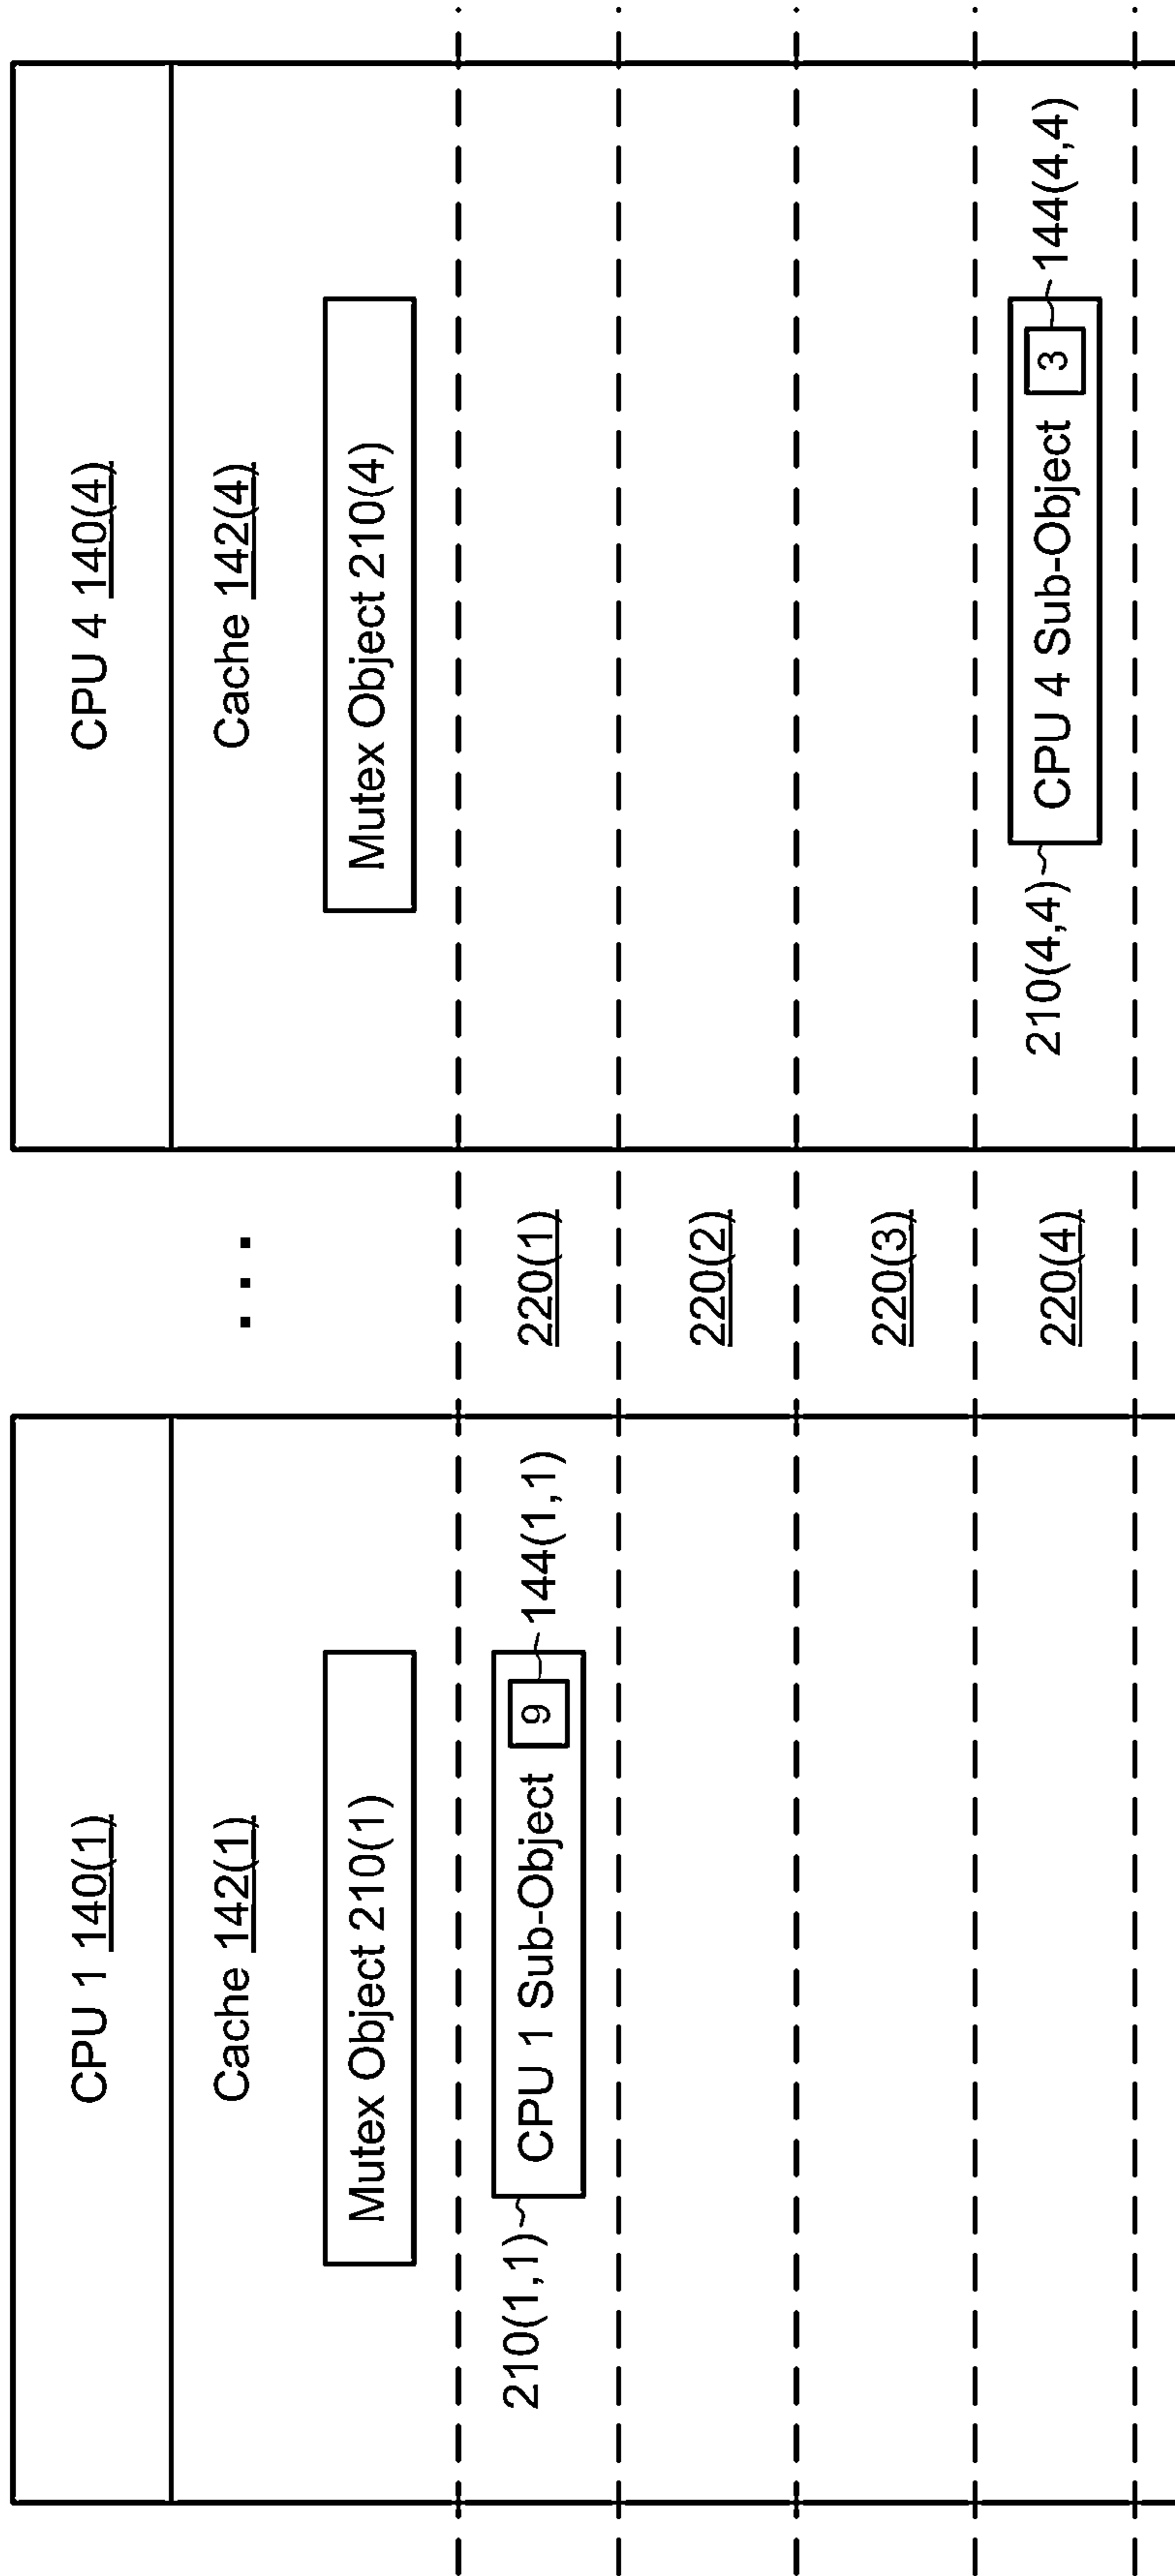 CPU 1 140(1)
Cache 142(1)
Mutex Object 210(1)
210(1,1)
CPU 1 Sub-Object
9
144(1,1)
. . .
220(1)
220(2)
220(3)
220(4)
CPU 4 140(4)
Cache 142(4)
Mutex Object 210(4)
210(4,4)
CPU 4 Sub-Object
3
144(4,4)